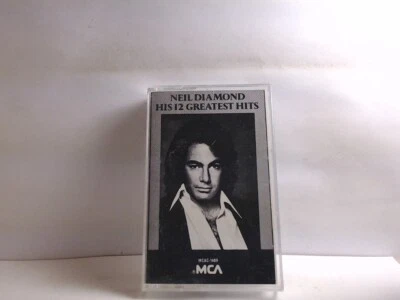 NEIL DIAMOND
HIS 12 GREATEST HITS
MCA